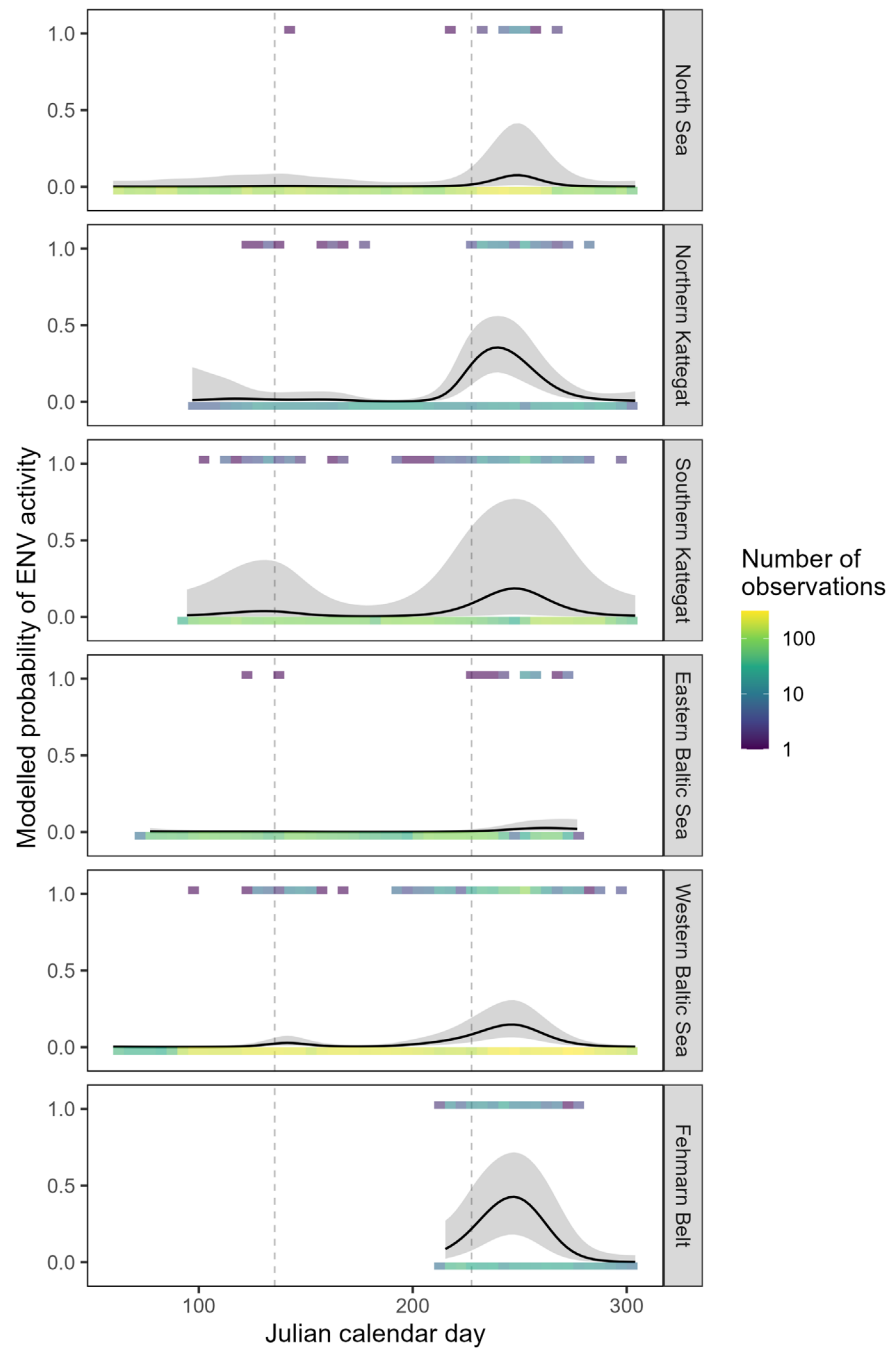 Modelled probability of ENV activity
1.0
0.5
0.0
North Sea
1.0
0.5
0.0
Northern Kattegat
1.0
0.5
0.0
Southern Kattegat
1.0
0.5
0.0
Eastern Baltic Sea
1.0
0.5
0.0
Western Baltic Sea
1.0
0.5
0.0
Fehmarn Belt
100 200 300
Julian calendar day
Number of
observations
100
10
1